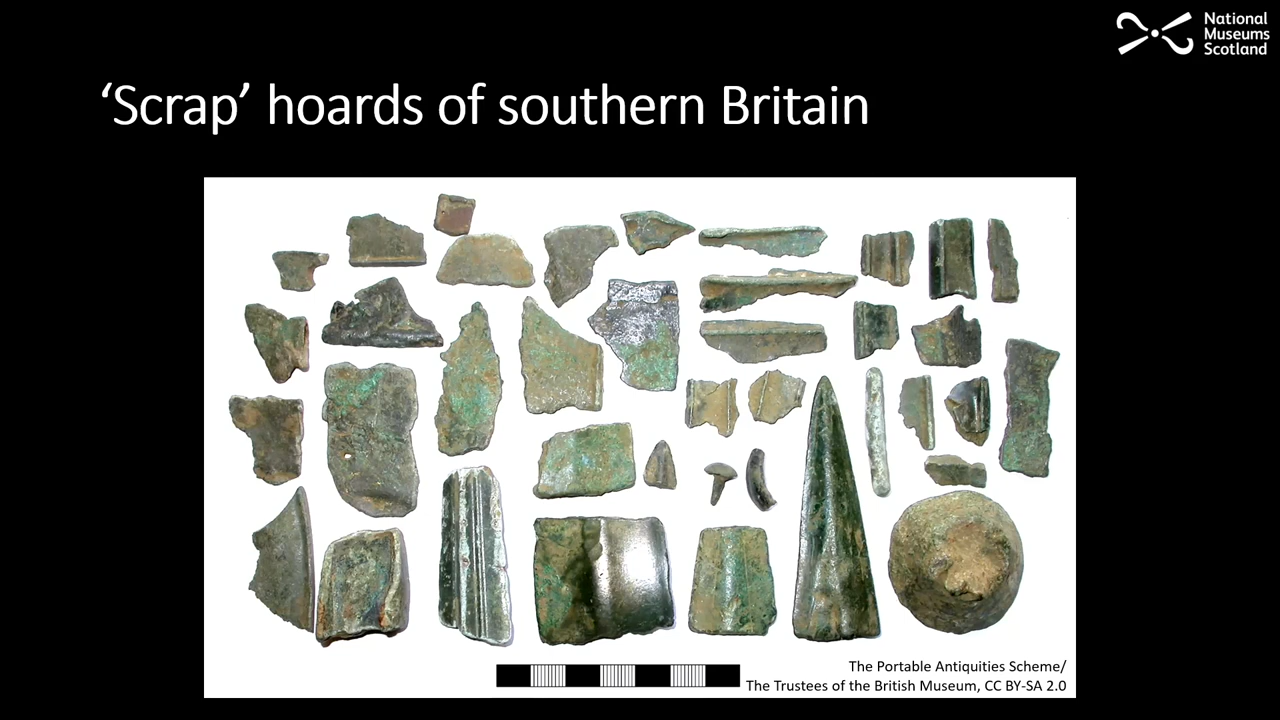 National
Museums
Scotland
‘Scrap’ hoards of southern Britain
The Portable Antiquities Scheme/
The Trustees of the British Museum, CC BY-SA 2.0